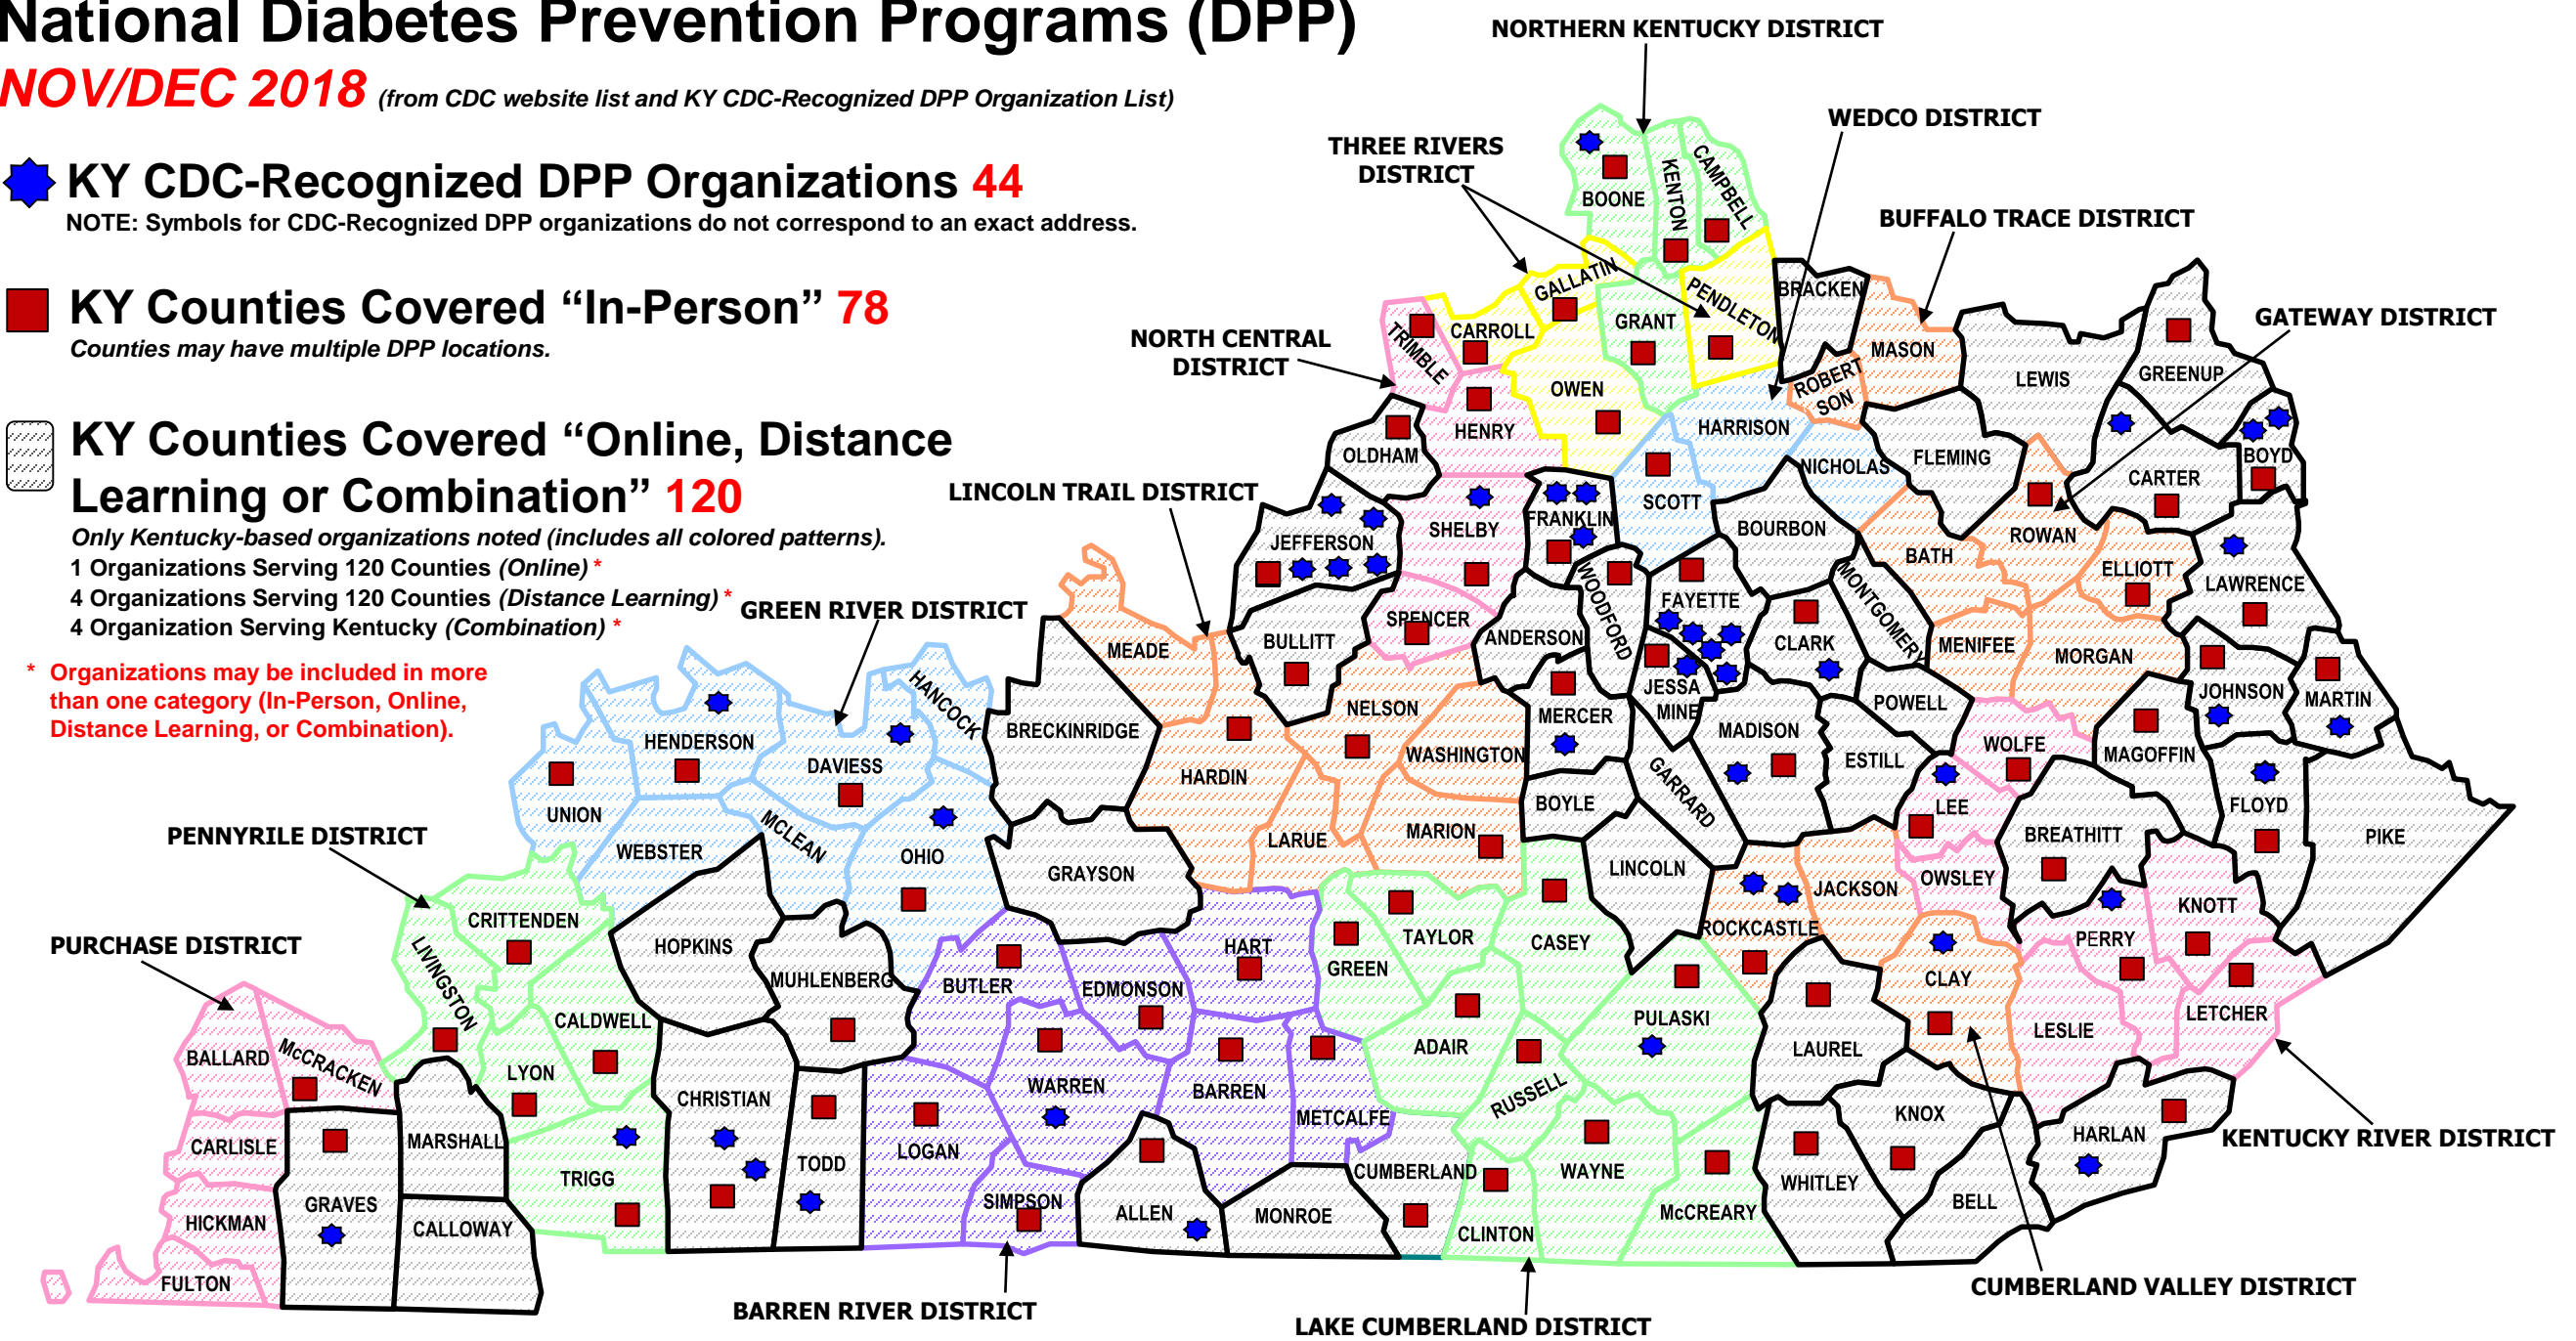 National Diabetes Prevention Programs (DPP)
NOV/DEC 2018 (from CDC website list and KY CDC-Recognized DPP Organization List)
KY CDC-Recognized DPP Organizations 44
NOTE: Symbols for CDC-Recognized DPP organizations do not correspond to an exact address.
KY Counties Covered “In-Person” 78
Counties may have multiple DPP locations.
KY Counties Covered “Online, Distance
Learning or Combination” 120
Only Kentucky-based organizations noted (includes all colored patterns).
1 Organizations Serving 120 Counties (Online) *
4 Organizations Serving 120 Counties (Distance Learning) *
4 Organization Serving Kentucky (Combination) *
* Organizations may be included in more
than one category (In-Person, Online,
Distance Learning, or Combination).
NORTHERN KENTUCKY DISTRICT
WEDCO DISTRICT
THREE RIVERS
DISTRICT
BUFFALO TRACE DISTRICT
GATEWAY DISTRICT
NORTH CENTRAL
DISTRICT
LINCOLN TRAIL DISTRICT
GREEN RIVER DISTRICT
PENNYRILE DISTRICT
PURCHASE DISTRICT
BARREN RIVER DISTRICT
LAKE CUMBERLAND DISTRICT
CUMBERLAND VALLEY DISTRICT
KENTUCKY RIVER DISTRICT
BOONE
KENTON
CAMPBELL
GALLATIN
PENDLETON
BRACKEN
GRANT
CARROLL
TRIMBLE
MASON
ROBERT
SON
LEWIS
GREENUP
OWEN
HENRY
HARRISON
OLDHAM
NICHOLAS
FLEMING
BOYD
CARTER
SCOTT
SHELBY
FRANKLIN
BOURBON
JEFFERSON
ROWAN
BATH
ELLIOTT
LAWRENCE
WOODFORD
FAYETTE
MONTGOMERY
SPENCER
ANDERSON
CLARK
BULLITT
MENIFEE
MORGAN
MEADE
JESSA
MINE
JOHNSON
MARTIN
HANCOCK
NELSON
MERCER
POWELL
BRECKINRIDGE
MADISON
HENDERSON
WASHINGTON
WOLFE
MAGOFFIN
DAVIESS
HARDIN
ESTILL
GARRARD
BOYLE
LEE
FLOYD
UNION
MCLEAN
MARION
LARUE
BREATHITT
PIKE
WEBSTER
OHIO
GRAYSON
LINCOLN
OWSLEY
JACKSON
KNOTT
CRITTENDEN
ROCKCASTLE
TAYLOR
CASEY
PERRY
HOPKINS
HART
LIVINGSTON
GREEN
CLAY
MUHLENBERG
BUTLER
EDMONSON
LETCHER
CALDWELL
PULASKI
LESLIE
ADAIR
LAUREL
BALLARD
McCRACKEN
LYON
WARREN
BARREN
RUSSELL
CHRISTIAN
METCALFE
KNOX
HARLAN
CARLISLE
MARSHALL
LOGAN
TODD
CUMBERLAND
WAYNE
TRIGG
WHITLEY
GRAVES
SIMPSON
ALLEN
MONROE
McCREARY
BELL
HICKMAN
CALLOWAY
CLINTON
FULTON